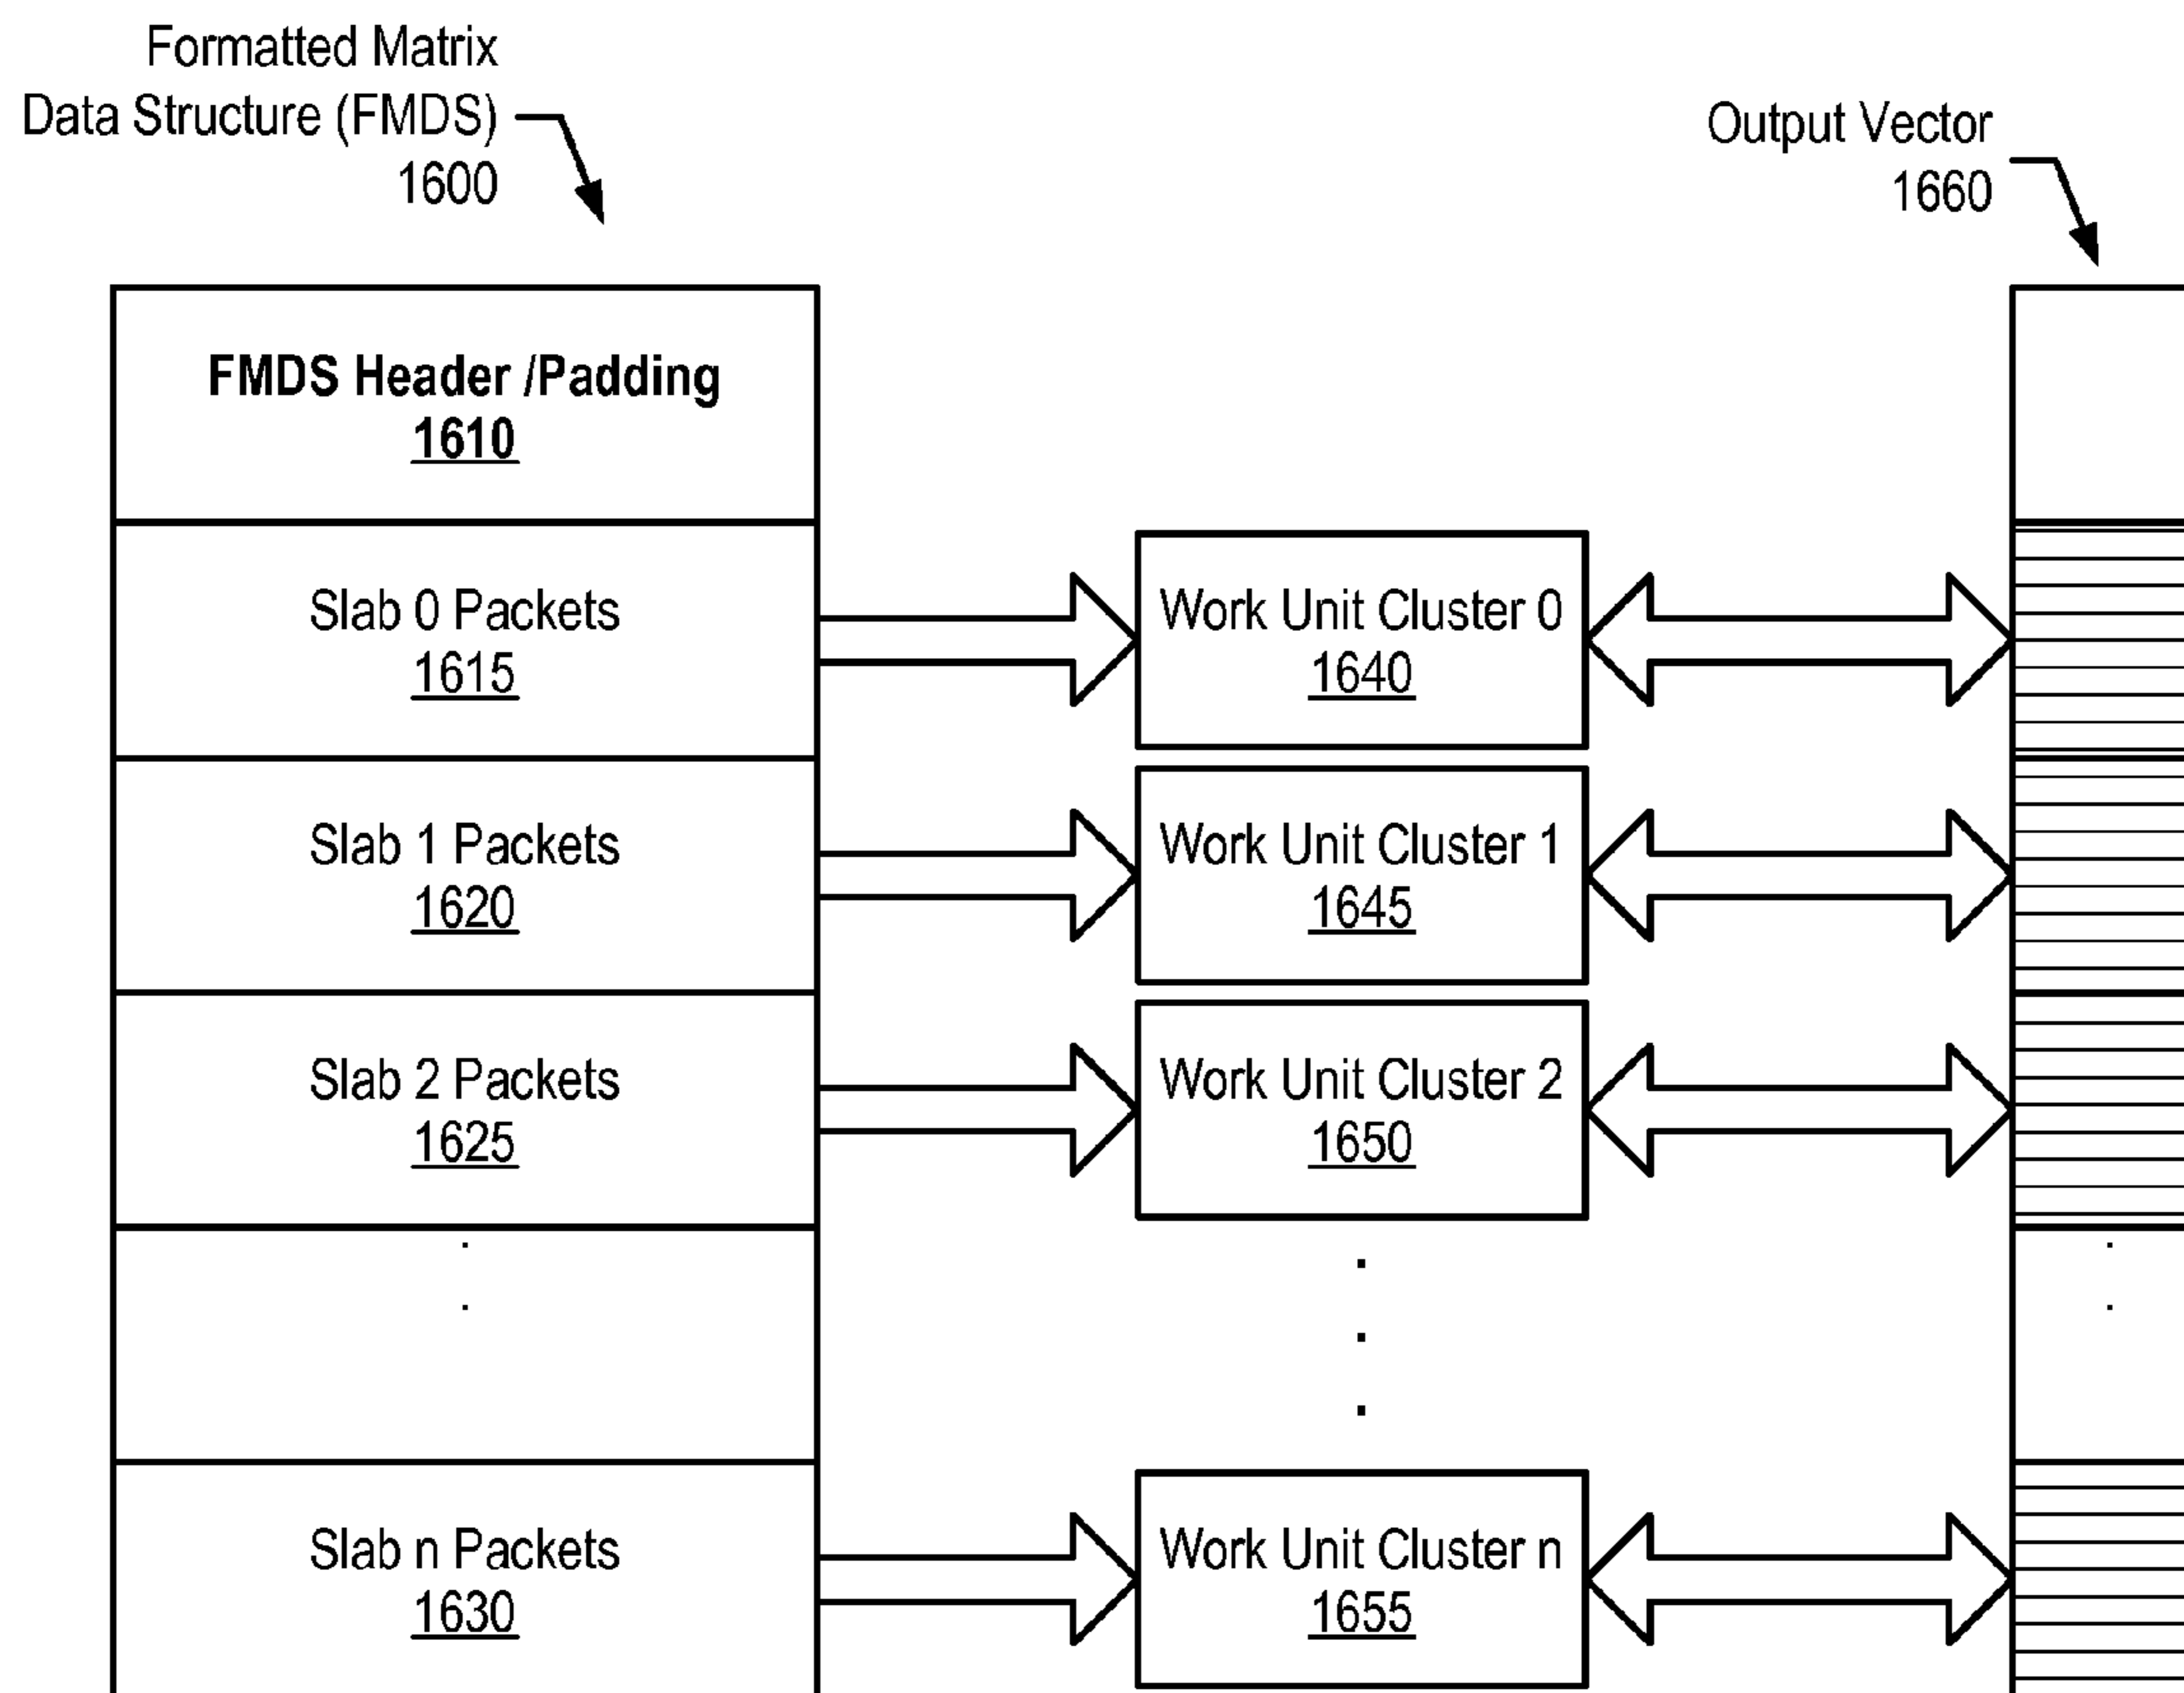 Formatted Matrix
Data Structure (FMDS)
1600
Output Vector
1660
FMDS Header /Padding
1610
Slab 0 Packets
1615
Work Unit Cluster 0
1640
Slab 1 Packets
1620
Work Unit Cluster 1
1645
Slab 2 Packets
1625
Work Unit Cluster 2
1650
Slab n Packets
1630
Work Unit Cluster n
1655